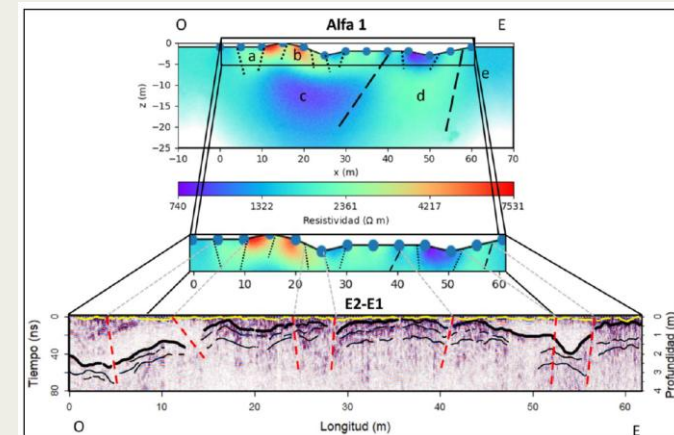 O Alfa 1 E
0
-5
-10
-15
-20
-25
z (m)
a b c d e
-10 0 10 20 30 40 50 60 70
x (m)
740 1322 2361 4217 7531
Resistividad (Ω m)
0 10 20 30 40 50 60
E2-E1
Tiempo (ns)
0
40
80
Profundidad (m)
0
1
2
3
4
0 10 20 30 40 50 60
O Longitud (m) E